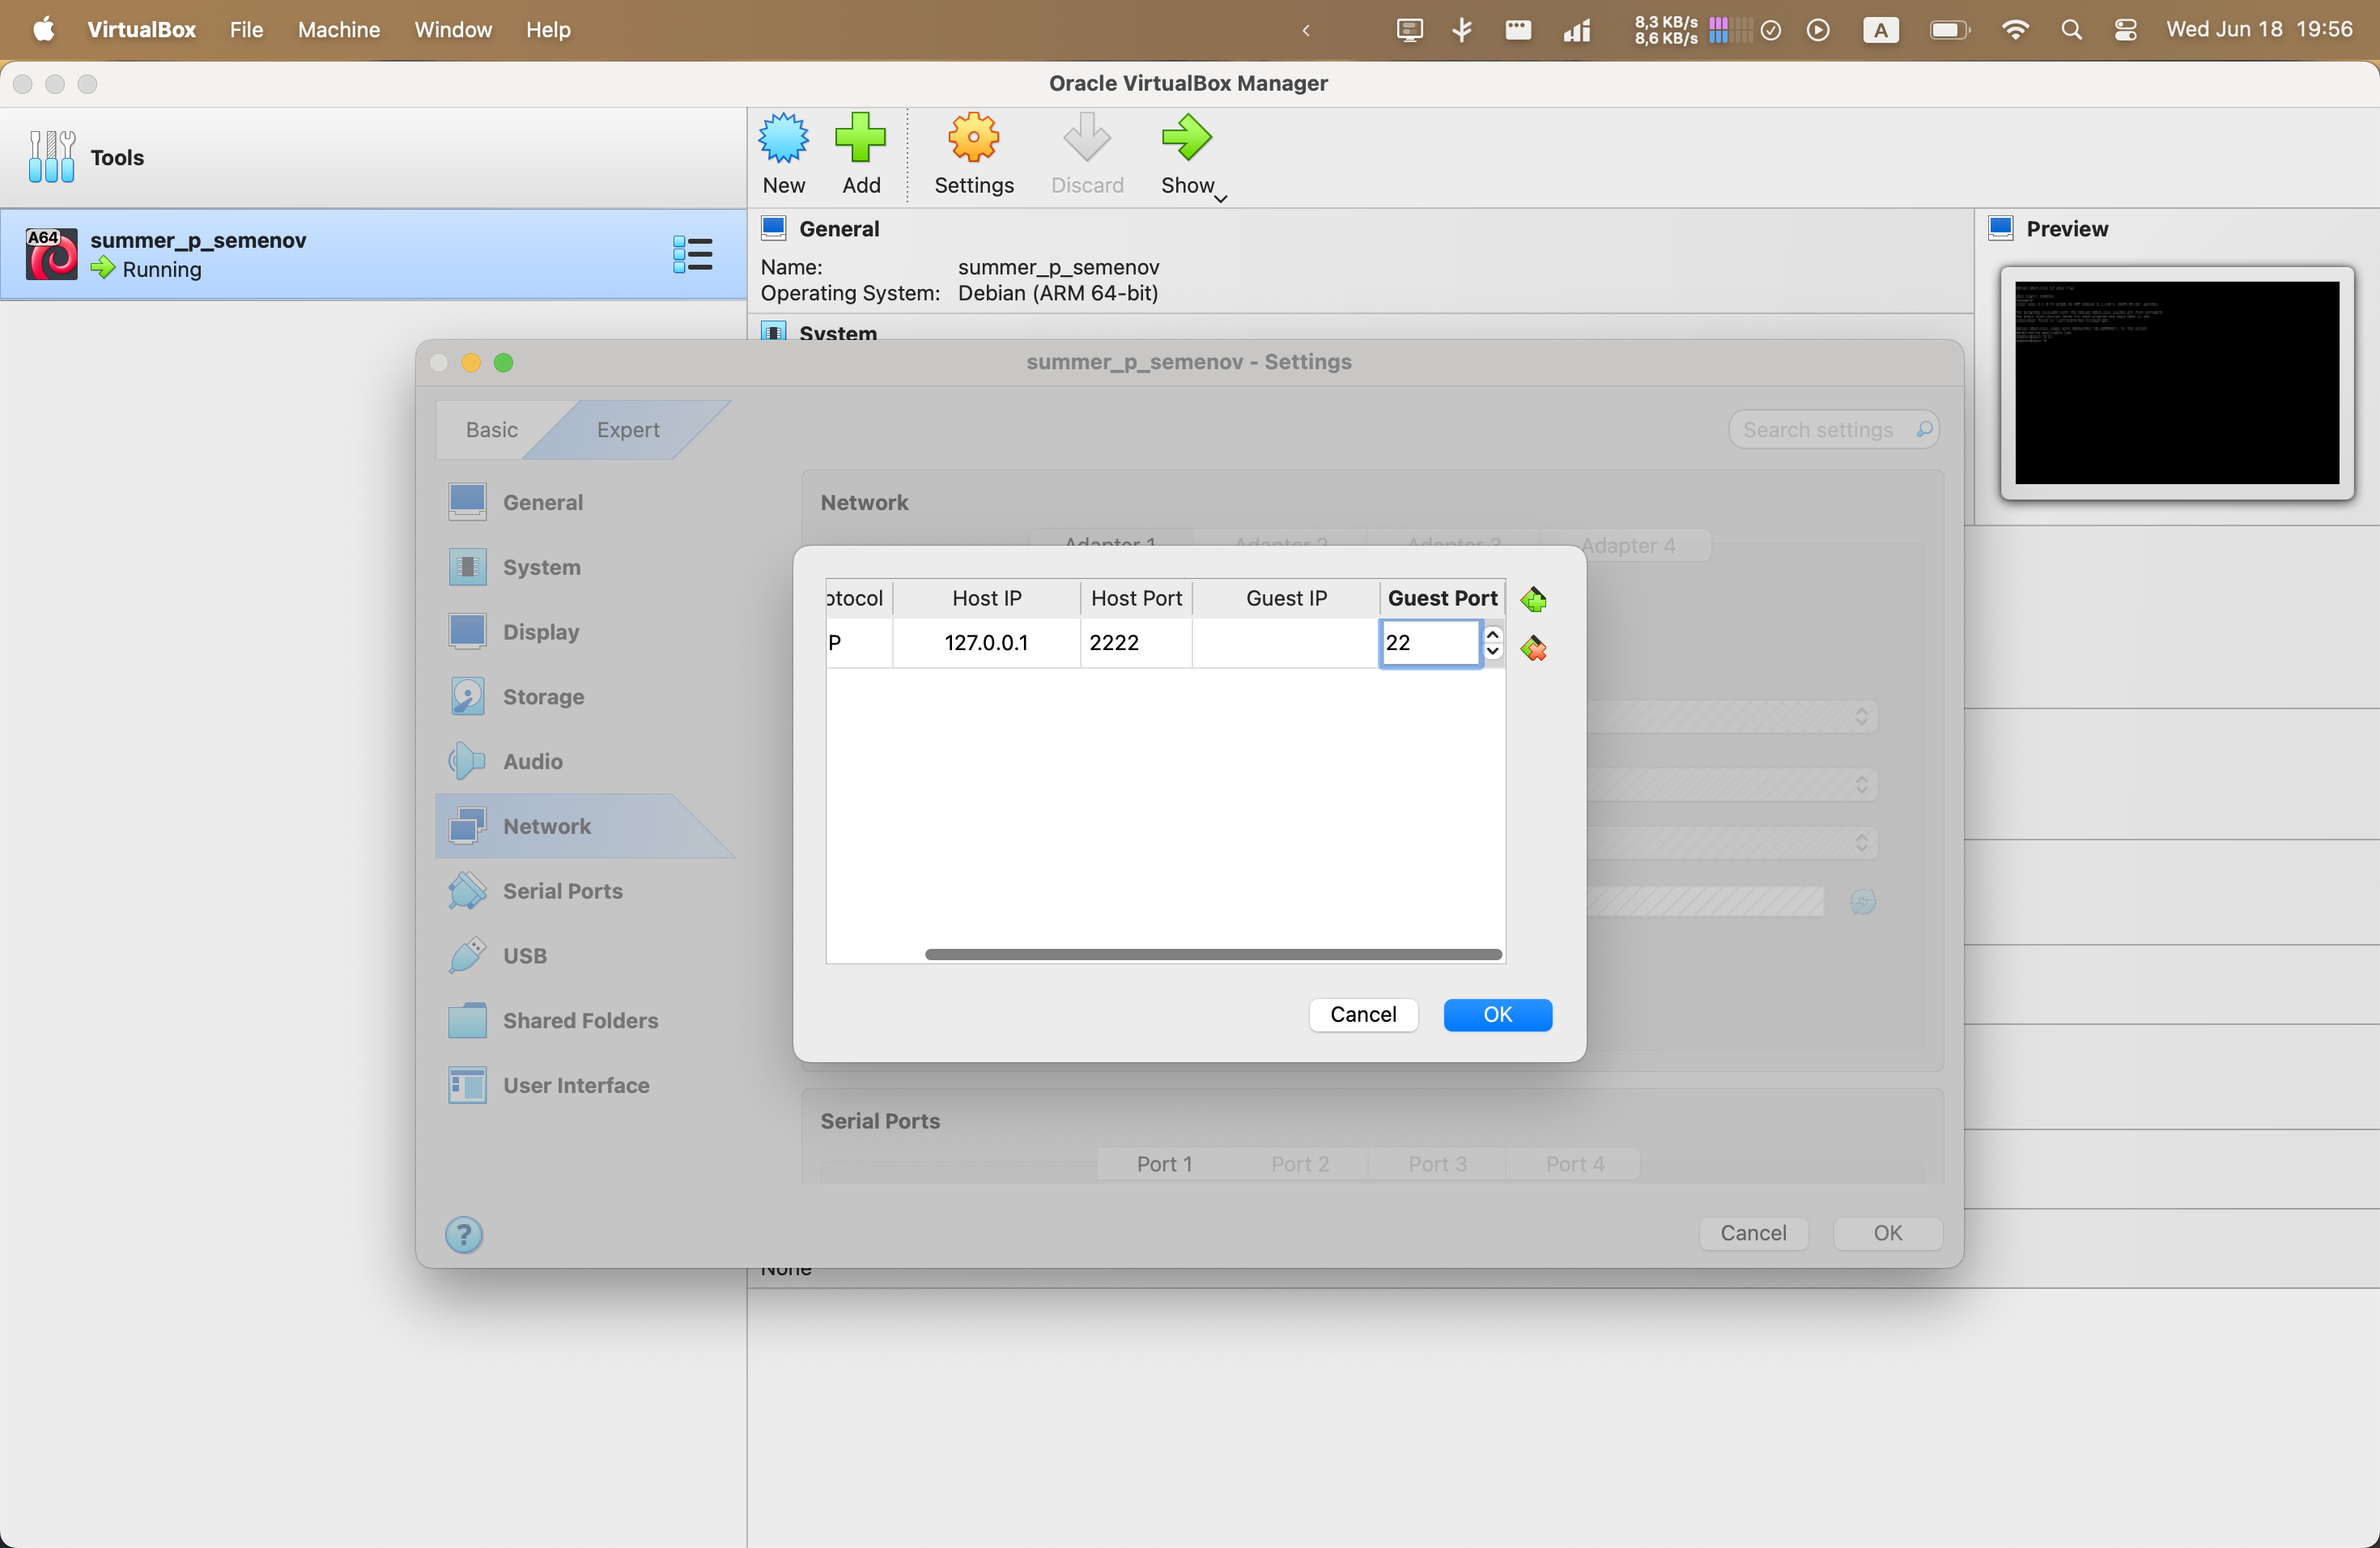 VirtualBox File Machine Window Help
8,3 KB/s
8,6 KB/s
A
Wed Jun 18 19:56
Oracle VirtualBox Manager
Tools
New Add Settings Discard Show
A64
summer_p_semenov
Running
General
Name: summer_p_semenov
Operating System: Debian (ARM 64-bit)
System
Preview
summer_p_semenov - Settings
Basic Expert
Search settings
General
System
Display
Storage
Audio
Network
Serial Ports
USB
Shared Folders
User Interface
Network
Adapter 1 Adapter 2 Adapter 3 Adapter 4
otocol Host IP Host Port Guest IP Guest Port
P 127.0.0.1 2222 22
Cancel OK
Serial Ports
Port 1 Port 2 Port 3 Port 4
?
Cancel OK
None